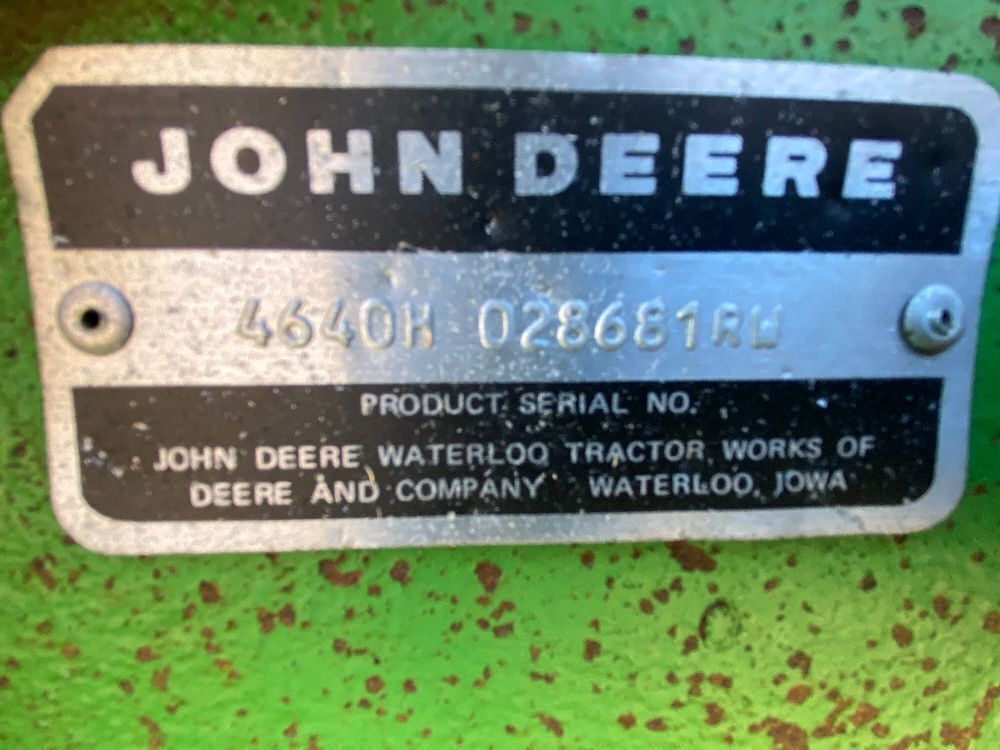 JOHN DEERE
4640H 028681RW
PRODUCT SERIAL NO.
JOHN DEERE WATERLOO TRACTOR WORKS OF
DEERE AND COMPANY WATERLOO, IOWA